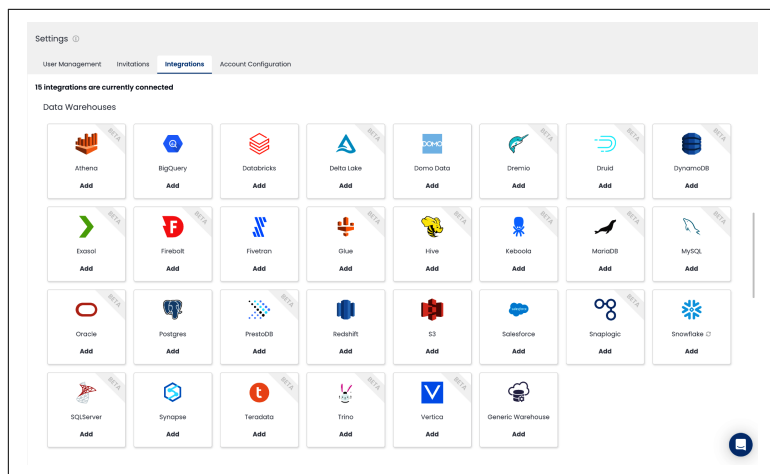 Settings
User Management Invitations Integrations Account Configuration
15 integrations are currently connected
Data Warehouses
BETA BETA BETA BETA BETA BETA BETA
DOMO
Athena BigQuery Databricks Delta Lake Domo Data Dremio Druid DynamoDB
Add Add Add Add Add Add Add Add
BETA BETA BETA BETA BETA BETA BETA
Exasol Firebolt Fivetran Glue Hive Keboola MariaDB MySQL
Add Add Add Add Add Add Add Add
BETA BETA BETA
salesforce
Oracle Postgres PrestoDB Redshift S3 Salesforce Snaplogic Snowflake
Add Add Add Add Add Add Add Add
BETA BETA BETA BETA
SQLServer Synapse Teradata Trino Vertica Generic Warehouse
Add Add Add Add Add Add